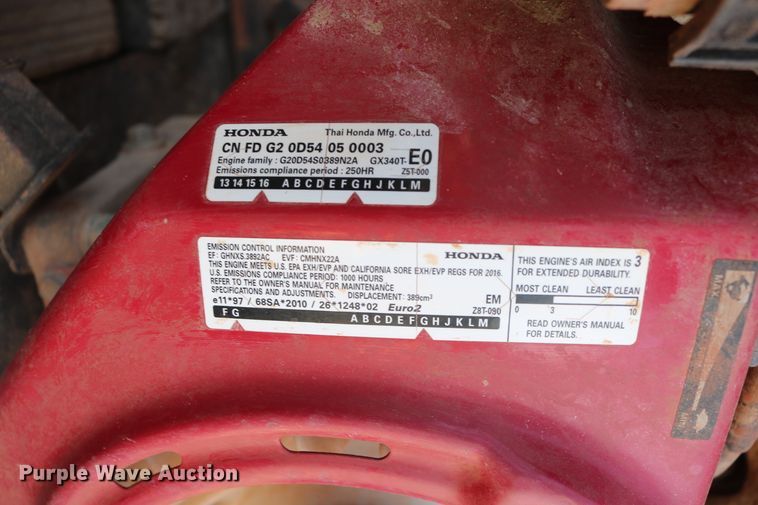 HONDA Thai Honda Mfg. Co.,Ltd.
CN FD G2 0D54 05 0003
Engine family : G20D54S0389N2A GX340T-E0
Emissions compliance period : 250HR Z5T-000
13 14 15 16 A B C D E F G H J K L M
EMISSION CONTROL INFORMATION
EF: GHNXS.3892AC EVF: CMHNX22A HONDA
THIS ENGINE MEETS U.S. EPA EXH/EVP AND CALIFORNIA SORE EXH/EVP REGS FOR 2016.
U.S. EMISSIONS COMPLIANCE PERIOD: 1000 HOURS
REFER TO THE OWNER'S MANUAL FOR MAINTENANCE
SPECIFICATIONS AND ADJUSTMENTS. DISPLACEMENT: 389cm³ EM
e11*97 / 68SA*2010 / 26*1248*02 Euro2 Z8T-090
F G A B C D E F G H J K L M
THIS ENGINE'S AIR INDEX IS 3
FOR EXTENDED DURABILITY.
MOST CLEAN LEAST CLEAN
0 3 10
READ OWNER'S MANUAL
FOR DETAILS.
MAX.
MIN.
Purple Wave Auction